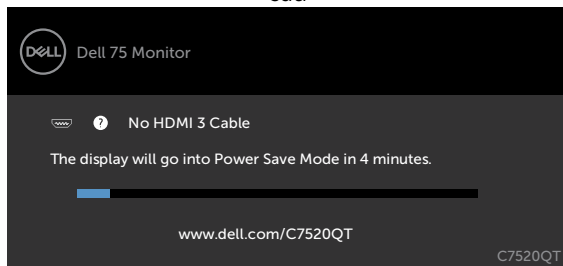 DELL
Dell 75 Monitor
? No HDMI 3 Cable
The display will go into Power Save Mode in 4 minutes.
www.dell.com/C7520QT
C7520QT